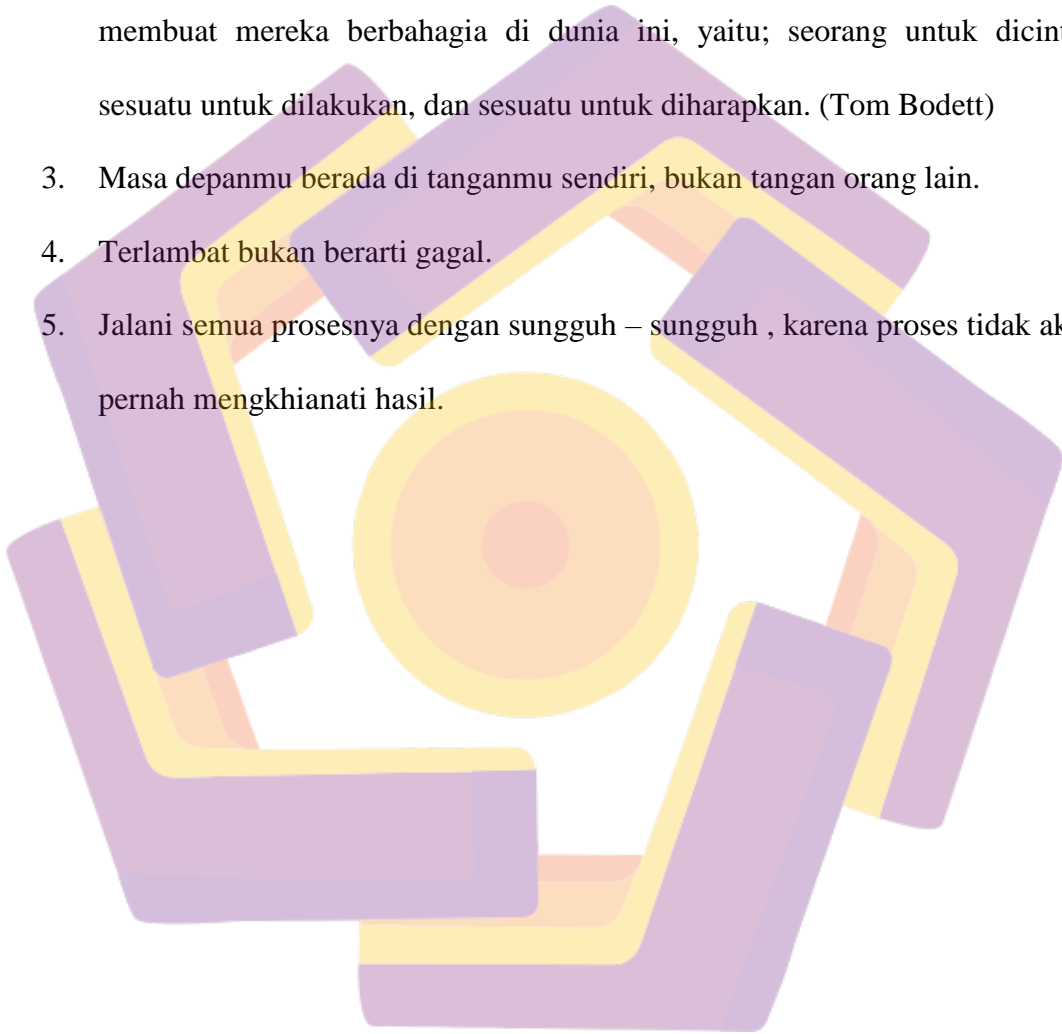 membuat mereka berbahagia di dunia ini, yaitu; seorang untuk
sesuatu untuk dilakukan, dan sesuatu untuk diharapkan. (Tom Bodett)
3. Masa depanmu berada di tanganmu sendiri, bukan tangan orang lain.
4. Terlambat bukan berarti gagal.
5. Jalani semua prosesnya dengan sungguh – sungguh , karena proses tidak
pernah mengkhianati hasil.